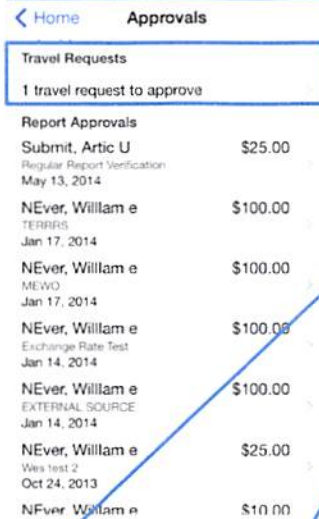 Home Approvals
Travel Requests
1 travel request to approve
Report Approvals
Submit, Artic U $25.00
Regular Report Verification
May 13, 2014
NEver, Willlam e $100.00
TERRRS
Jan 17, 2014
NEver, Willlam e $100.00
MEWO
Jan 17, 2014
NEver, Willlam e $100.00
Exchange Rate Test
Jan 14, 2014
NEver, Willlam e $100.00
EXTERNAL SOURCE
Jan 14, 2014
NEver, Willlam e $25.00
Wes test 2
Oct 24, 2013
NEver, Willlam e $10.00